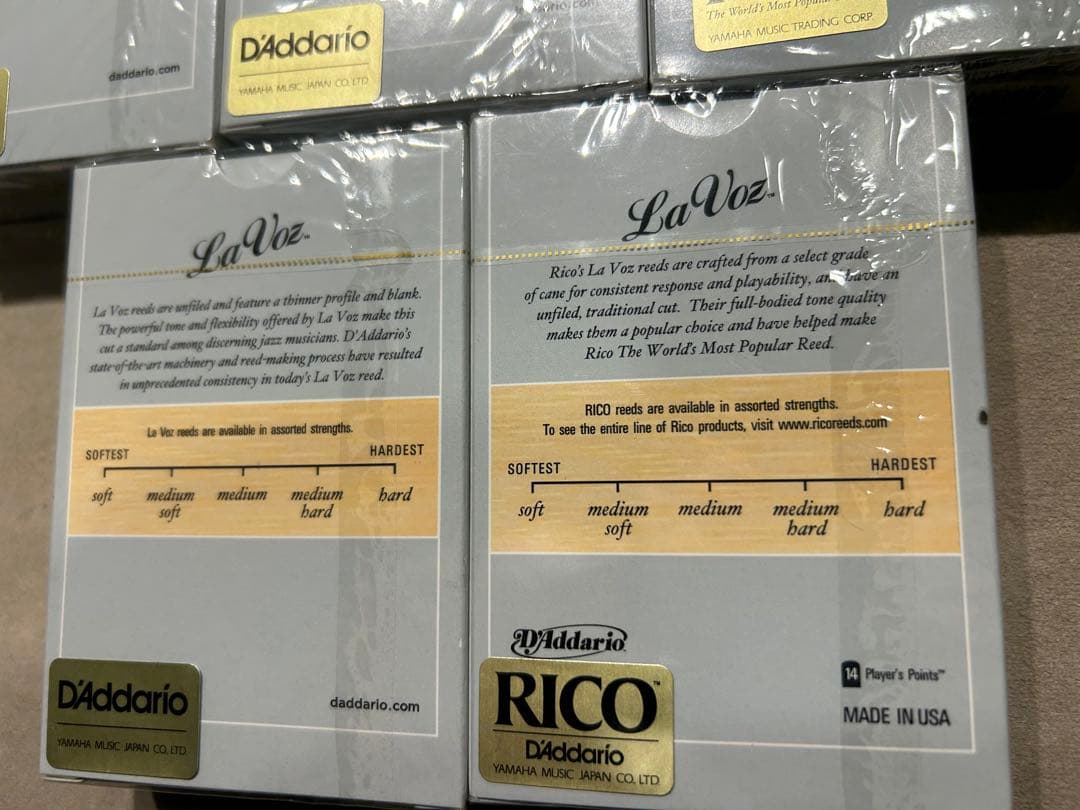 daddario.com
D'Addario
YAMAHA MUSIC JAPAN CO., LTD
The World's Most Popular
YAMAHA MUSIC TRADING CORP.
La Voz™
La Voz reeds are unfiled and feature a thinner profile and blank.
The powerful tone and flexibility offered by La Voz make this
cut a standard among discerning jazz musicians. D'Addario's
state-of-the-art machinery and reed-making process have resulted
in unprecedented consistency in today's La Voz reed.
La Voz reeds are available in assorted strengths.
SOFTEST HARDEST
soft medium soft medium medium hard hard
D'Addario
YAMAHA MUSIC JAPAN CO., LTD
daddario.com
La Voz™
Rico's La Voz reeds are crafted from a select grade
of cane for consistent response and playability, and have an
unfiled, traditional cut. Their full-bodied tone quality
makes them a popular choice and have helped make
Rico The World's Most Popular Reed.
RICO reeds are available in assorted strengths.
To see the entire line of Rico products, visit www.ricoreeds.com
SOFTEST HARDEST
soft medium soft medium medium hard hard
D'Addario
RICO™
D'Addario
YAMAHA MUSIC JAPAN CO., LTD
14 Player's Points™
MADE IN USA